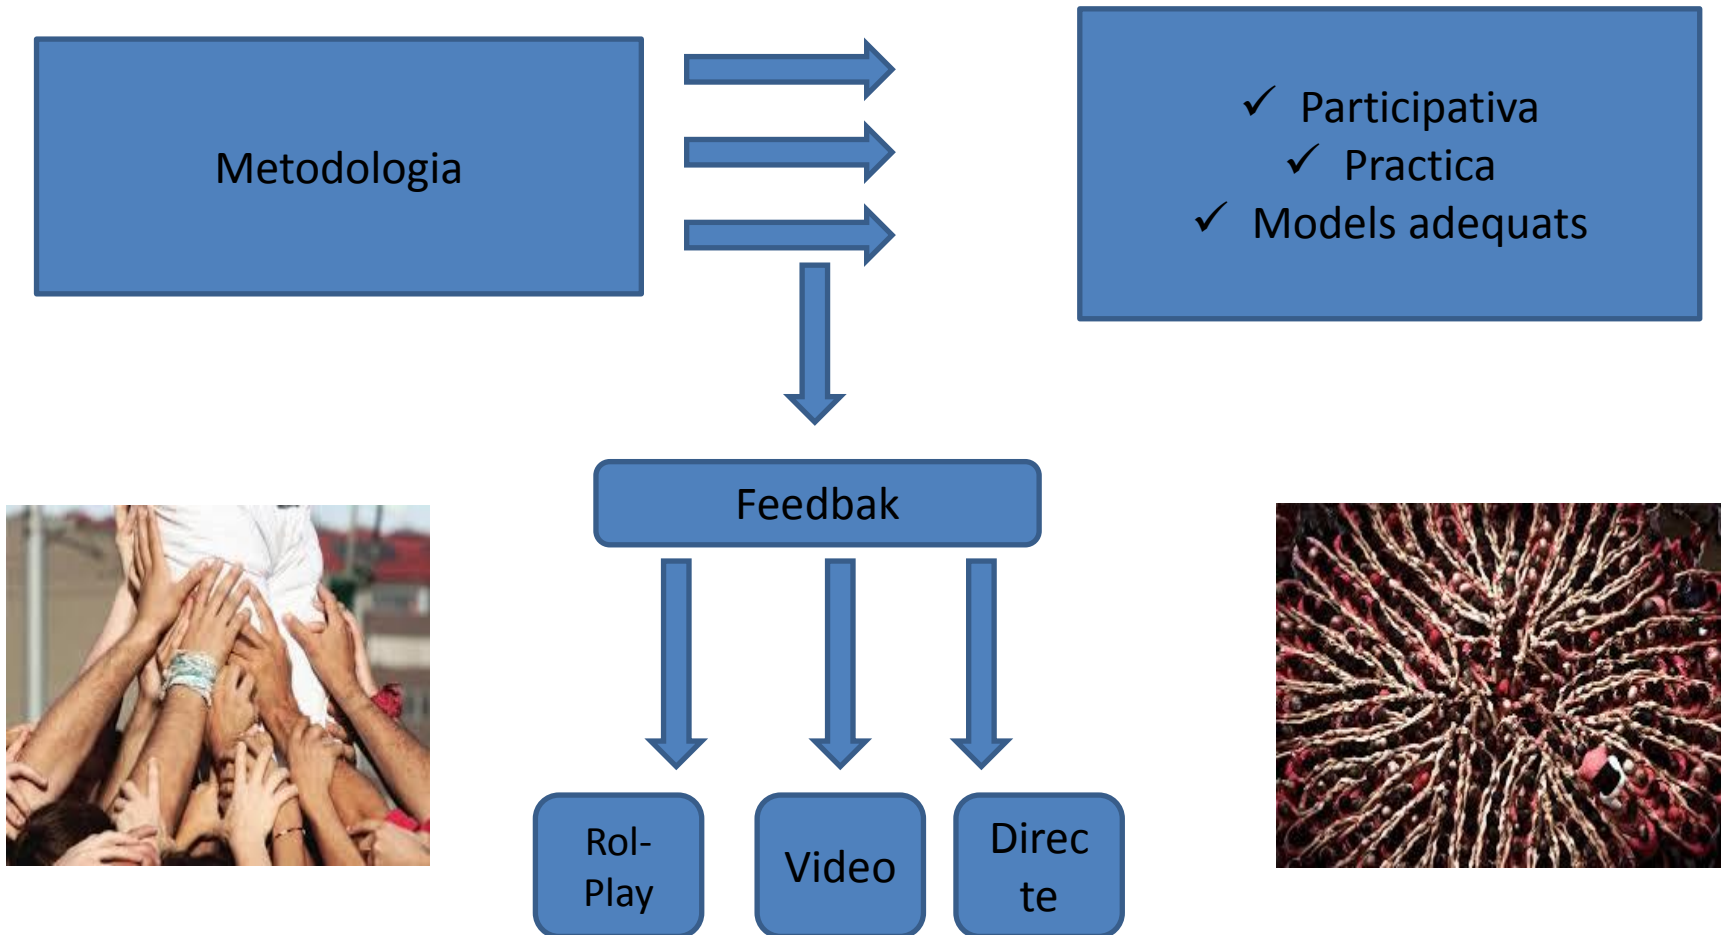 Metodologia
✓ Participativa
✓ Practica
✓ Models adequats
Feedbak
Rol-
Play
Video
Direc
te